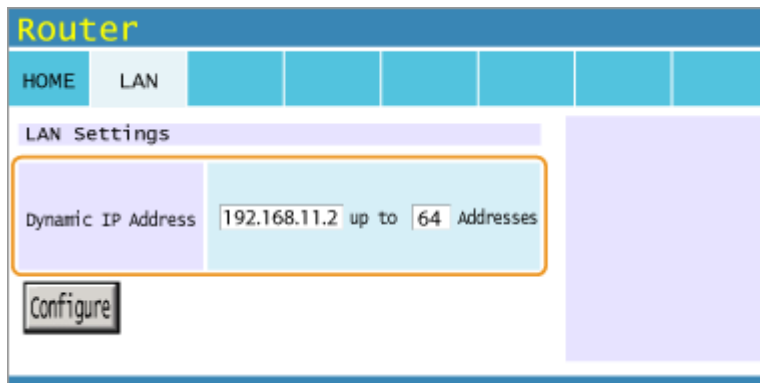 Router
HOME LAN
LAN Settings
Dynamic IP Address 192.168.11.2 up to 64 Addresses
Configure